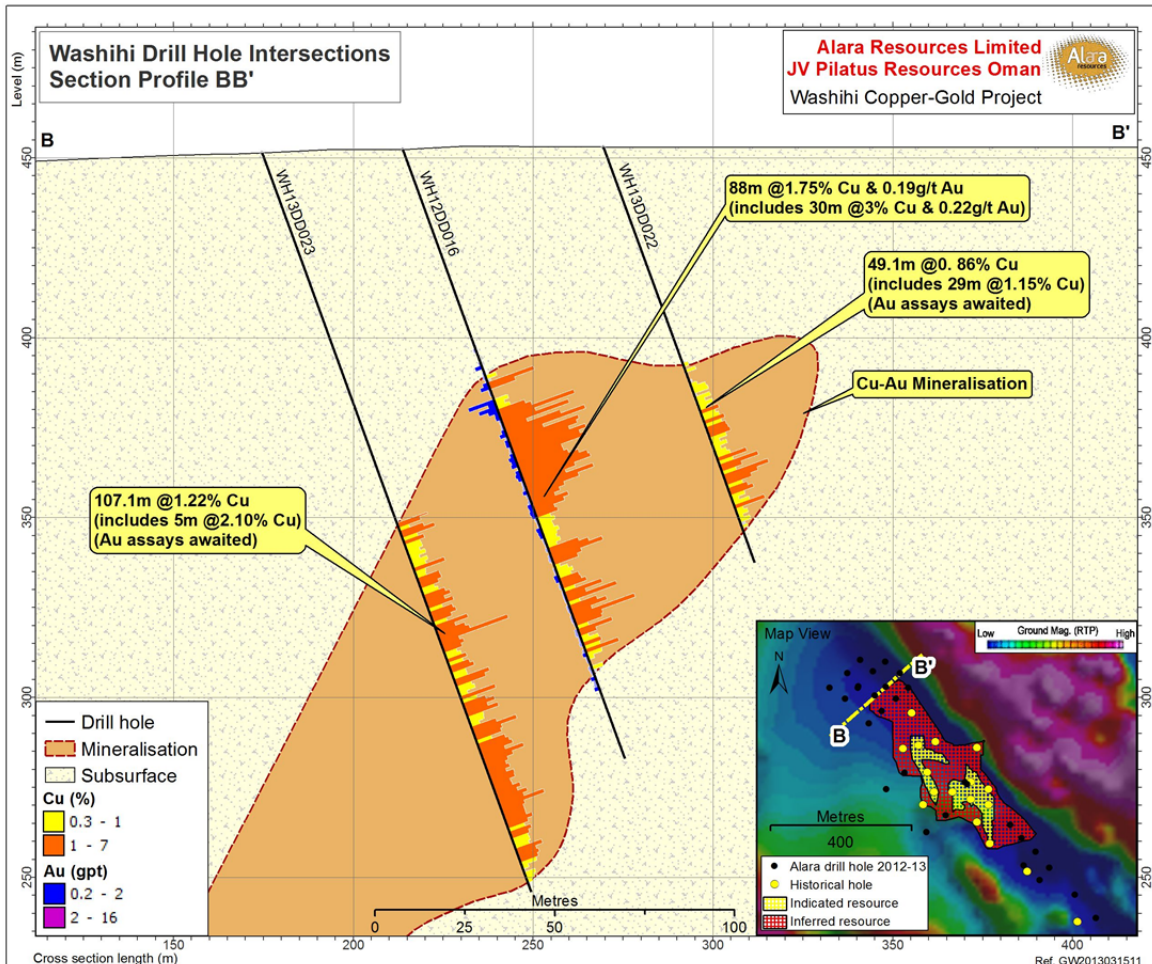 Washihi Drill Hole Intersections
Section Profile BB'
Alara Resources Limited
JV Pilatus Resources Oman
Washihi Copper-Gold Project
Alara
resources
Level (m)
B
B'
450
450
WH13DD023
WH12DD016
WH13DD022
88m @1.75% Cu & 0.19g/t Au
(includes 30m @3% Cu & 0.22g/t Au)
49.1m @0. 86% Cu
(includes 29m @1.15% Cu)
(Au assays awaited)
400
400
Cu-Au Mineralisation
107.1m @1.22% Cu
(includes 5m @2.10% Cu)
(Au assays awaited)
350
350
300
300
250
250
Drill hole
Mineralisation
Subsurface
Cu (%)
0.3 - 1
1 - 7
Au (gpt)
0.2 - 2
2 - 16
Metres
0 25 50 100
Map View
Low Ground Mag. (RTP) High
N
B'
B
Metres
400
Alara drill hole 2012-13
Historical hole
Indicated resource
Inferred resource
150 200 250 300 350 400
Cross section length (m)
Ref. GW2013031511